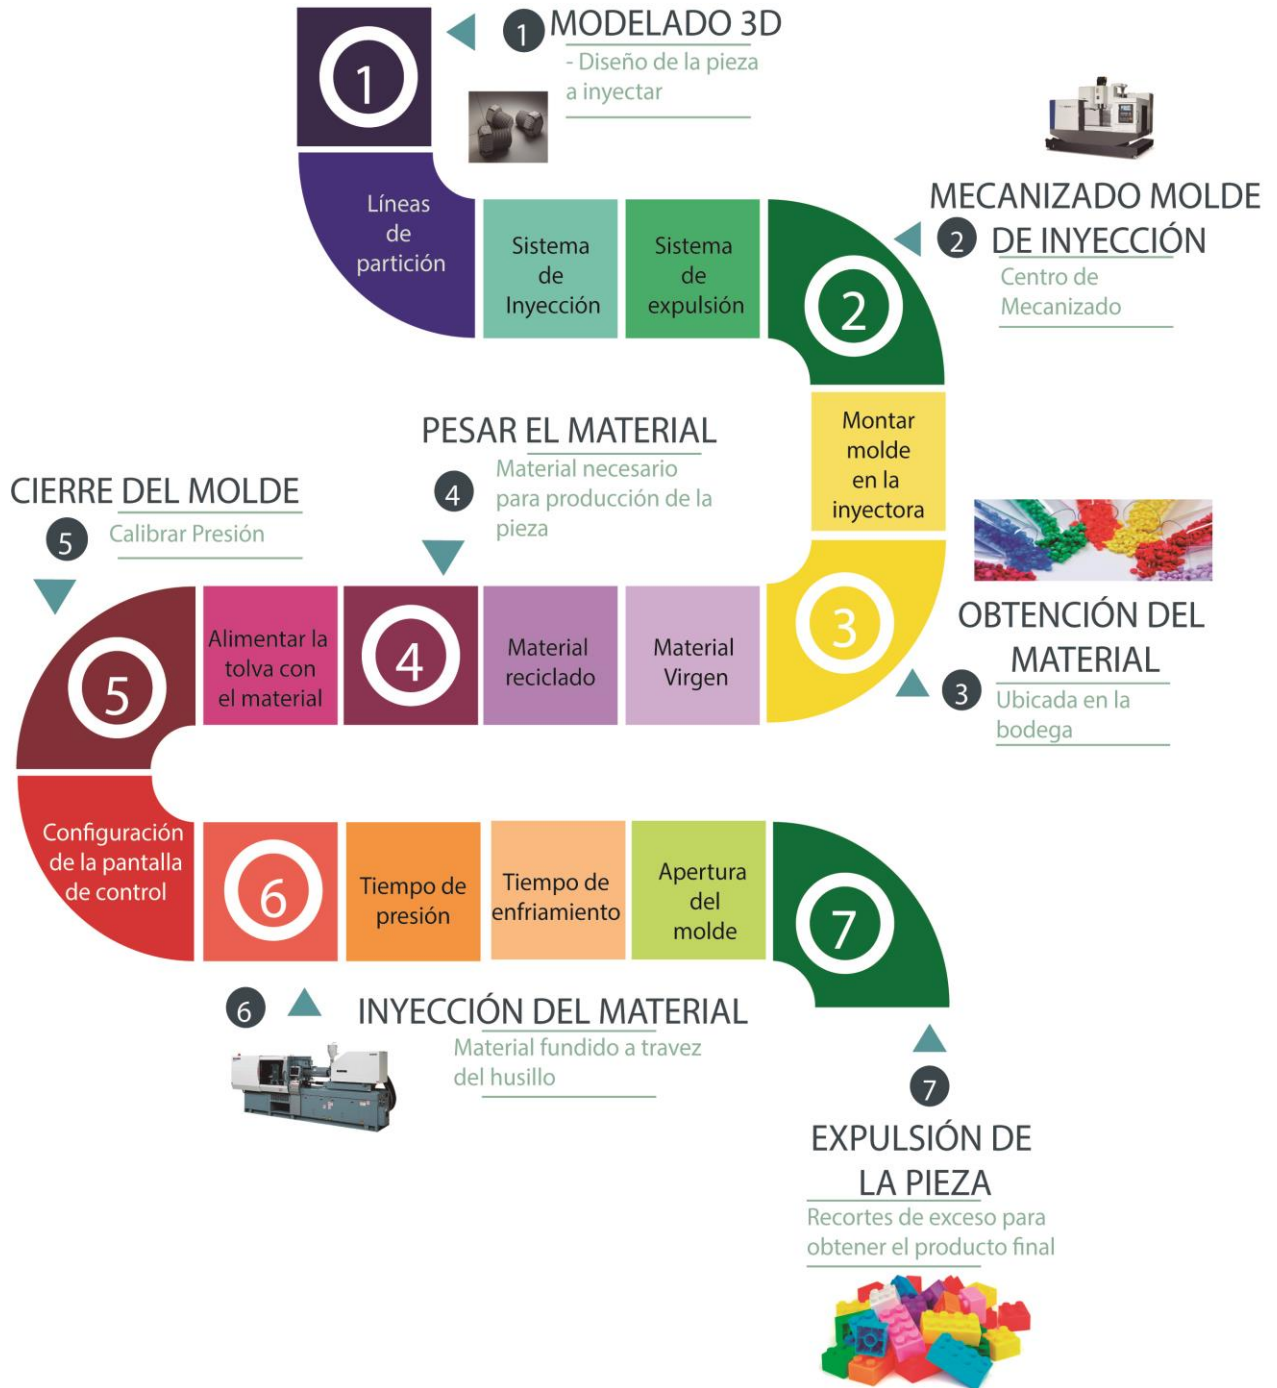 1
1 MODELADO 3D
- Diseño de la pieza
a inyectar
Líneas
de
partición
Sistema
de
Inyección
Sistema
de
expulsión
2
MECANIZADO MOLDE
2 DE INYECCIÓN
Centro de
Mecanizado
Montar
molde
en la
inyectora
3
OBTENCIÓN DEL
MATERIAL
3
Ubicada en la
bodega
Material
Virgen
Material
reciclado
PESAR EL MATERIAL
4
Material necesario
para producción de la
pieza
4
Alimentar la
tolva con
el material
CIERRE DEL MOLDE
5
Calibrar Presión
5
Configuración
de la pantalla
de control
6
6
INYECCIÓN DEL MATERIAL
Material fundido a travez
del husillo
Tiempo de
presión
Tiempo de
enfriamiento
Apertura
del
molde
7
7
EXPULSIÓN DE
LA PIEZA
Recortes de exceso para
obtener el producto final